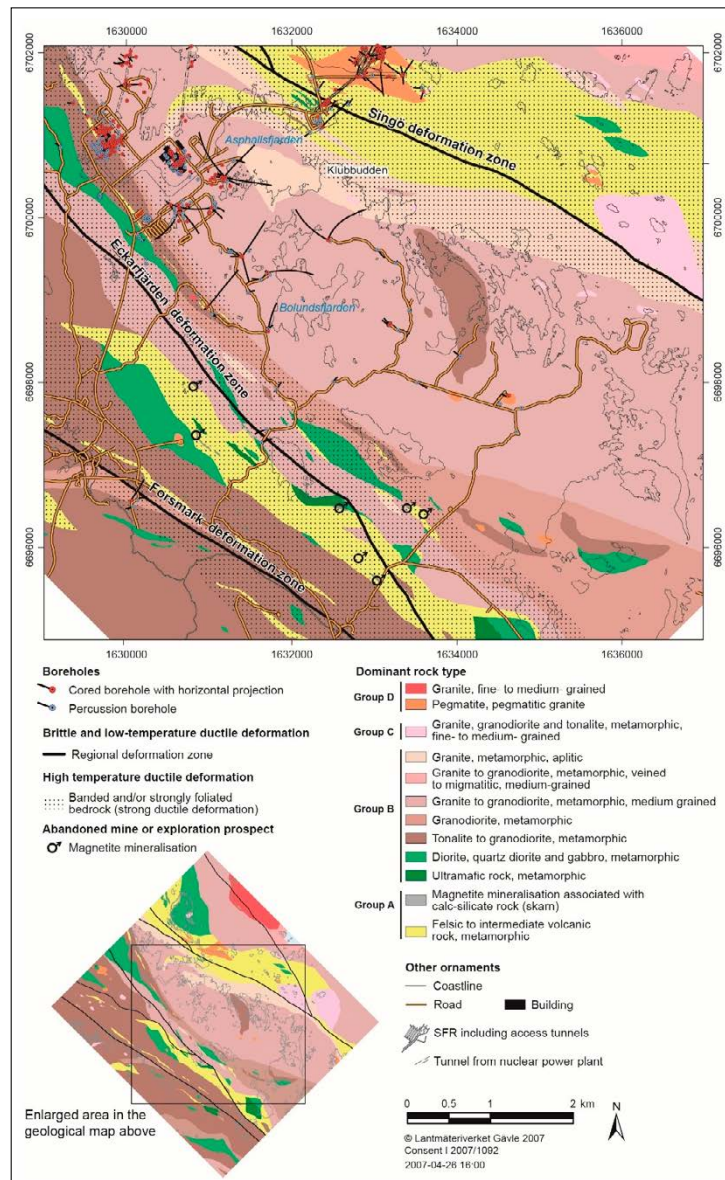 1630000
1632000
1634000
1636000
6702000
6702000
Singö deformation zone
Asphallsfjärden
Klubbudden
6700000
6700000
Eckarfjärden deformation zone
Bolundsfjärden
6698000
6698000
Forsmark deformation zone
6696000
6696000
1630000
1632000
1634000
1636000
Boreholes
Cored borehole with horizontal projection
Percussion borehole
Brittle and low-temperature ductile deformation
Regional deformation zone
High temperature ductile deformation
Banded and/or strongly foliated
bedrock (strong ductile deformation)
Abandoned mine or exploration prospect
Magnetite mineralisation
Enlarged area in the
geological map above
Dominant rock type
Group D
Granite, fine- to medium- grained
Pegmatite, pegmatitic granite
Group C
Granite, granodiorite and tonalite, metamorphic,
fine- to medium- grained
Group B
Granite, metamorphic, aplitic
Granite to granodiorite, metamorphic, veined
to migmatitic, medium-grained
Granite to granodiorite, metamorphic, medium grained
Granodiorite, metamorphic
Tonalite to granodiorite, metamorphic
Diorite, quartz diorite and gabbro, metamorphic
Ultramafic rock, metamorphic
Group A
Magnetite mineralisation associated with
calc-silicate rock (skarn)
Felsic to intermediate volcanic
rock, metamorphic
Other ornaments
Coastline
Road
Building
SFR including access tunnels
Tunnel from nuclear power plant
0 0.5 1 2 km
N
© Lantmäteriverket Gävle 2007
Consent I 2007/1092
2007-04-26 16:00